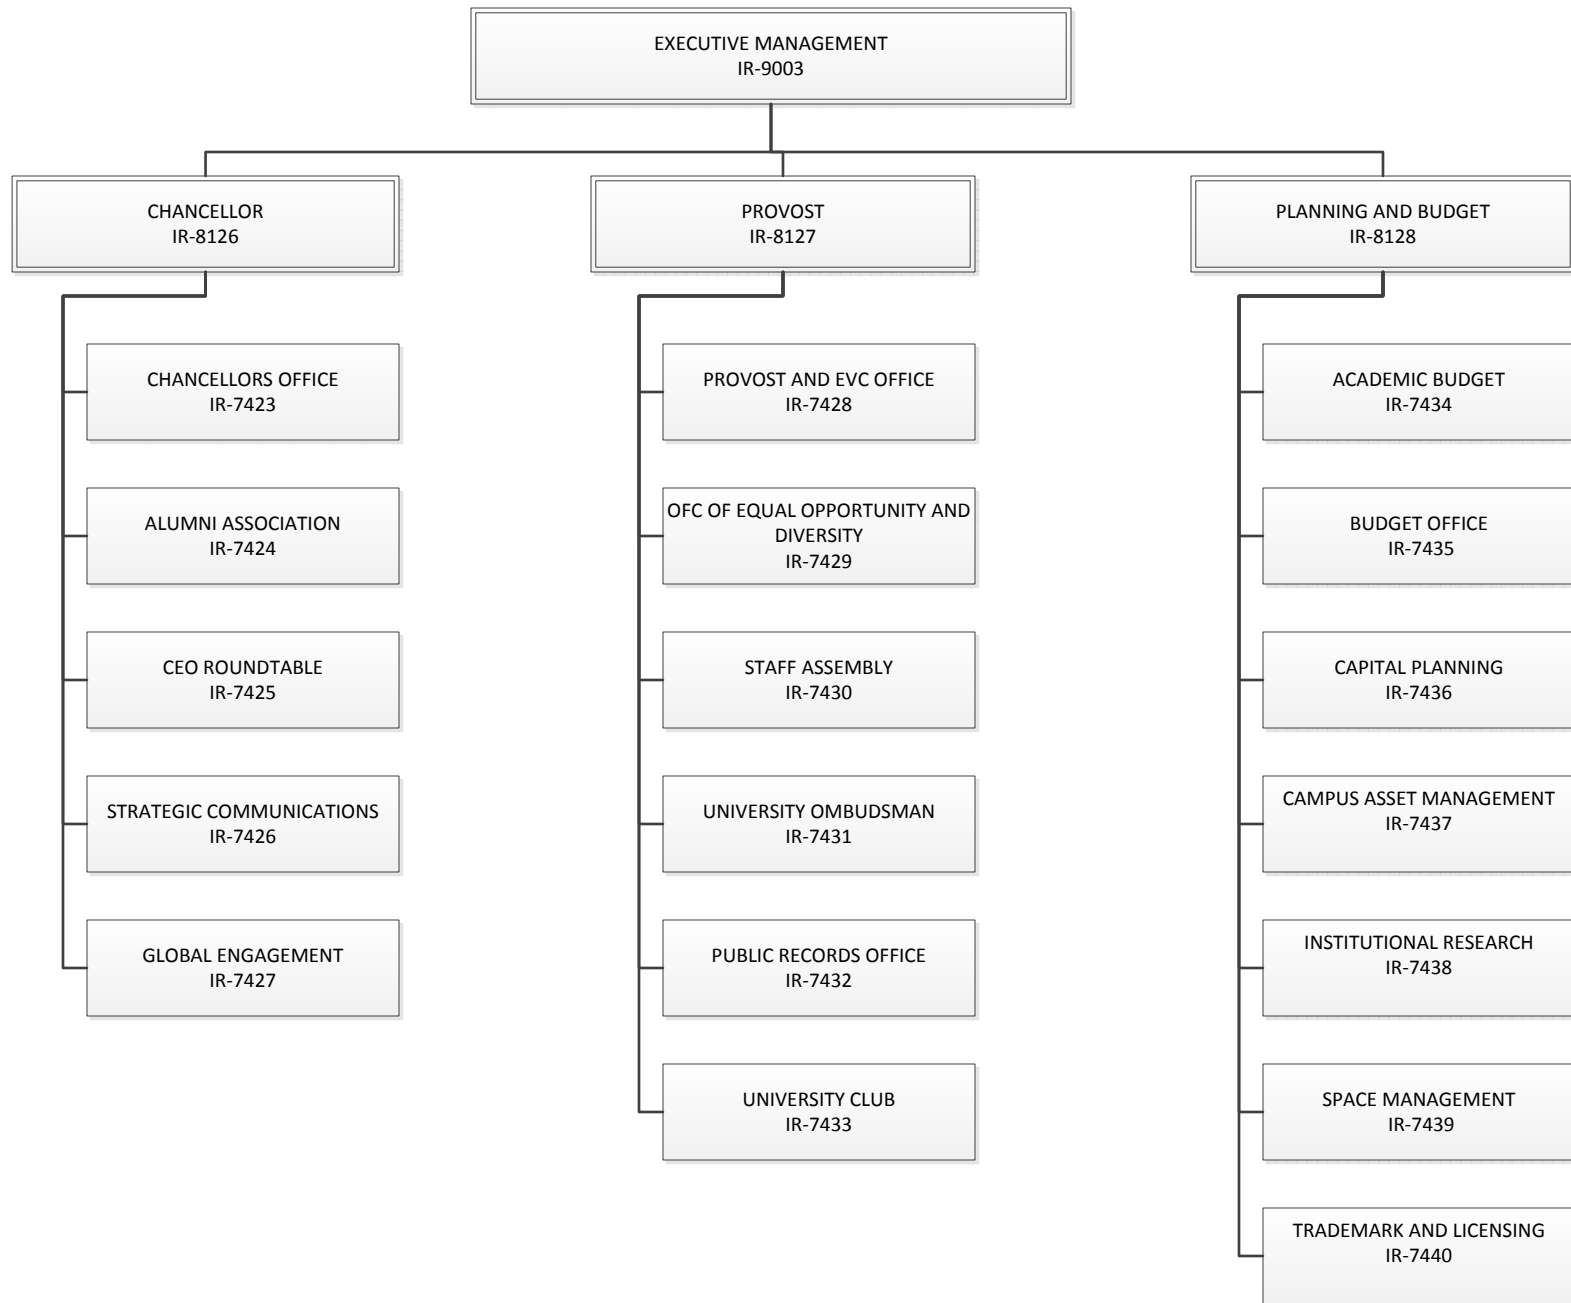 EXECUTIVE MANAGEMENT
IR-9003
CHANCELLOR
IR-8126
PROVOST
IR-8127
PLANNING AND BUDGET
IR-8128
CHANCELLORS OFFICE
IR-7423
ALUMNI ASSOCIATION
IR-7424
CEO ROUNDTABLE
IR-7425
STRATEGIC COMMUNICATIONS
IR-7426
GLOBAL ENGAGEMENT
IR-7427
PROVOST AND EVC OFFICE
IR-7428
OFC OF EQUAL OPPORTUNITY AND
DIVERSITY
IR-7429
STAFF ASSEMBLY
IR-7430
UNIVERSITY OMBUDSMAN
IR-7431
PUBLIC RECORDS OFFICE
IR-7432
UNIVERSITY CLUB
IR-7433
ACADEMIC BUDGET
IR-7434
BUDGET OFFICE
IR-7435
CAPITAL PLANNING
IR-7436
CAMPUS ASSET MANAGEMENT
IR-7437
INSTITUTIONAL RESEARCH
IR-7438
SPACE MANAGEMENT
IR-7439
TRADEMARK AND LICENSING
IR-7440